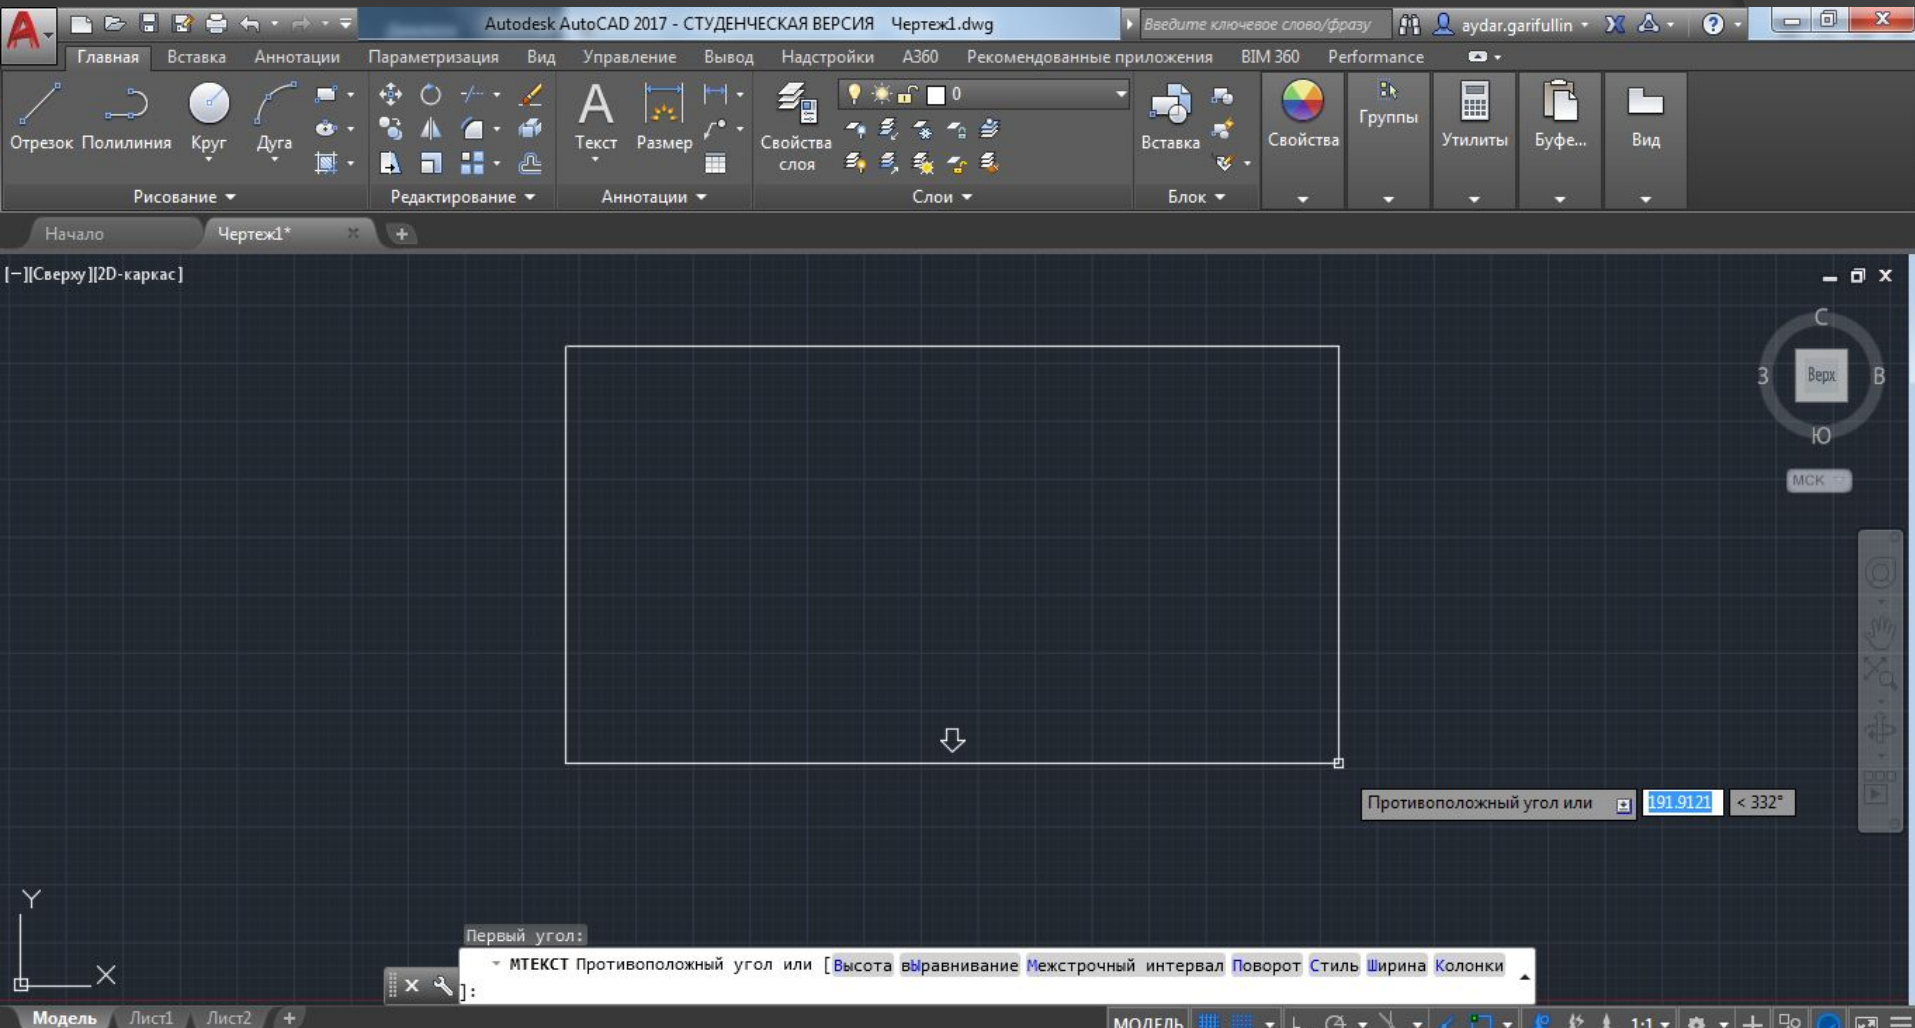 Autodesk AutoCAD 2017 - СТУДЕНЧЕСКАЯ ВЕРСИЯ Чертеж1.dwg
Введите ключевое слово/фразу
aydar.garifullin
Главная Вставка Аннотации Параметризация Вид Управление Вывод Надстройки A360 Рекомендованные приложения BIM 360 Performance
0
Отрезок Полилиния Круг Дуга
Текст Размер
Свойства слоя
Вставка
Свойства
Группы
Утилиты
Буфе...
Вид
Рисование Редактирование Аннотации Слои Блок
Начало Чертеж1*
[−][Сверху][2D-каркас]
С
З Верх В
Ю
МСК
Противоположный угол или 191.9121 < 332°
Y
X
Первый угол:
МТЕКСТ Противоположный угол или [Высота вЫравнивание Межстрочный интервал Поворот Стиль Ширина Колонки
]:
Модель Лист1 Лист2 +
МОДЕЛЬ 1:1